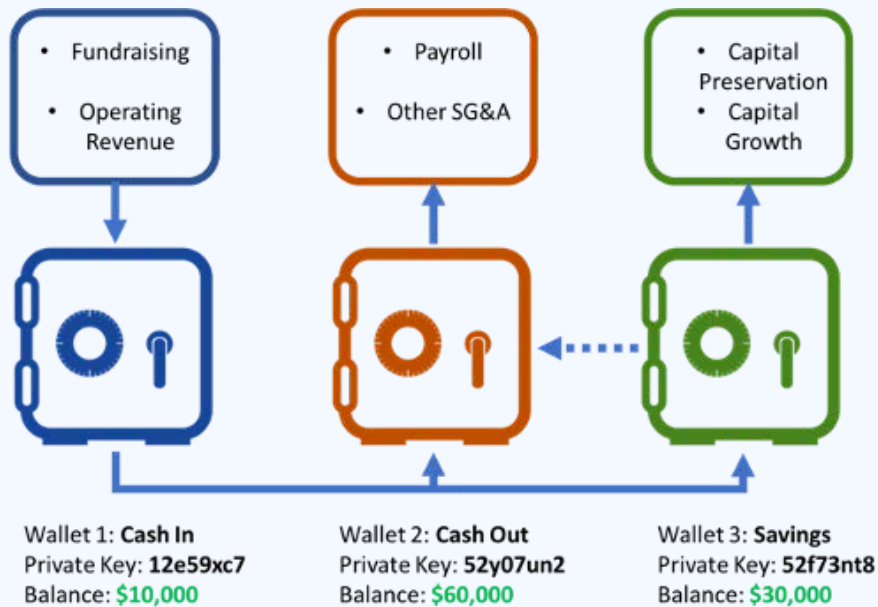 • Fundraising
• Operating
Revenue
• Payroll
• Other SG&A
• Capital
Preservation
• Capital
Growth
Wallet 1: Cash In
Private Key: 12e59xc7
Balance: $10,000
Wallet 2: Cash Out
Private Key: 52y07un2
Balance: $60,000
Wallet 3: Savings
Private Key: 52f73nt8
Balance: $30,000